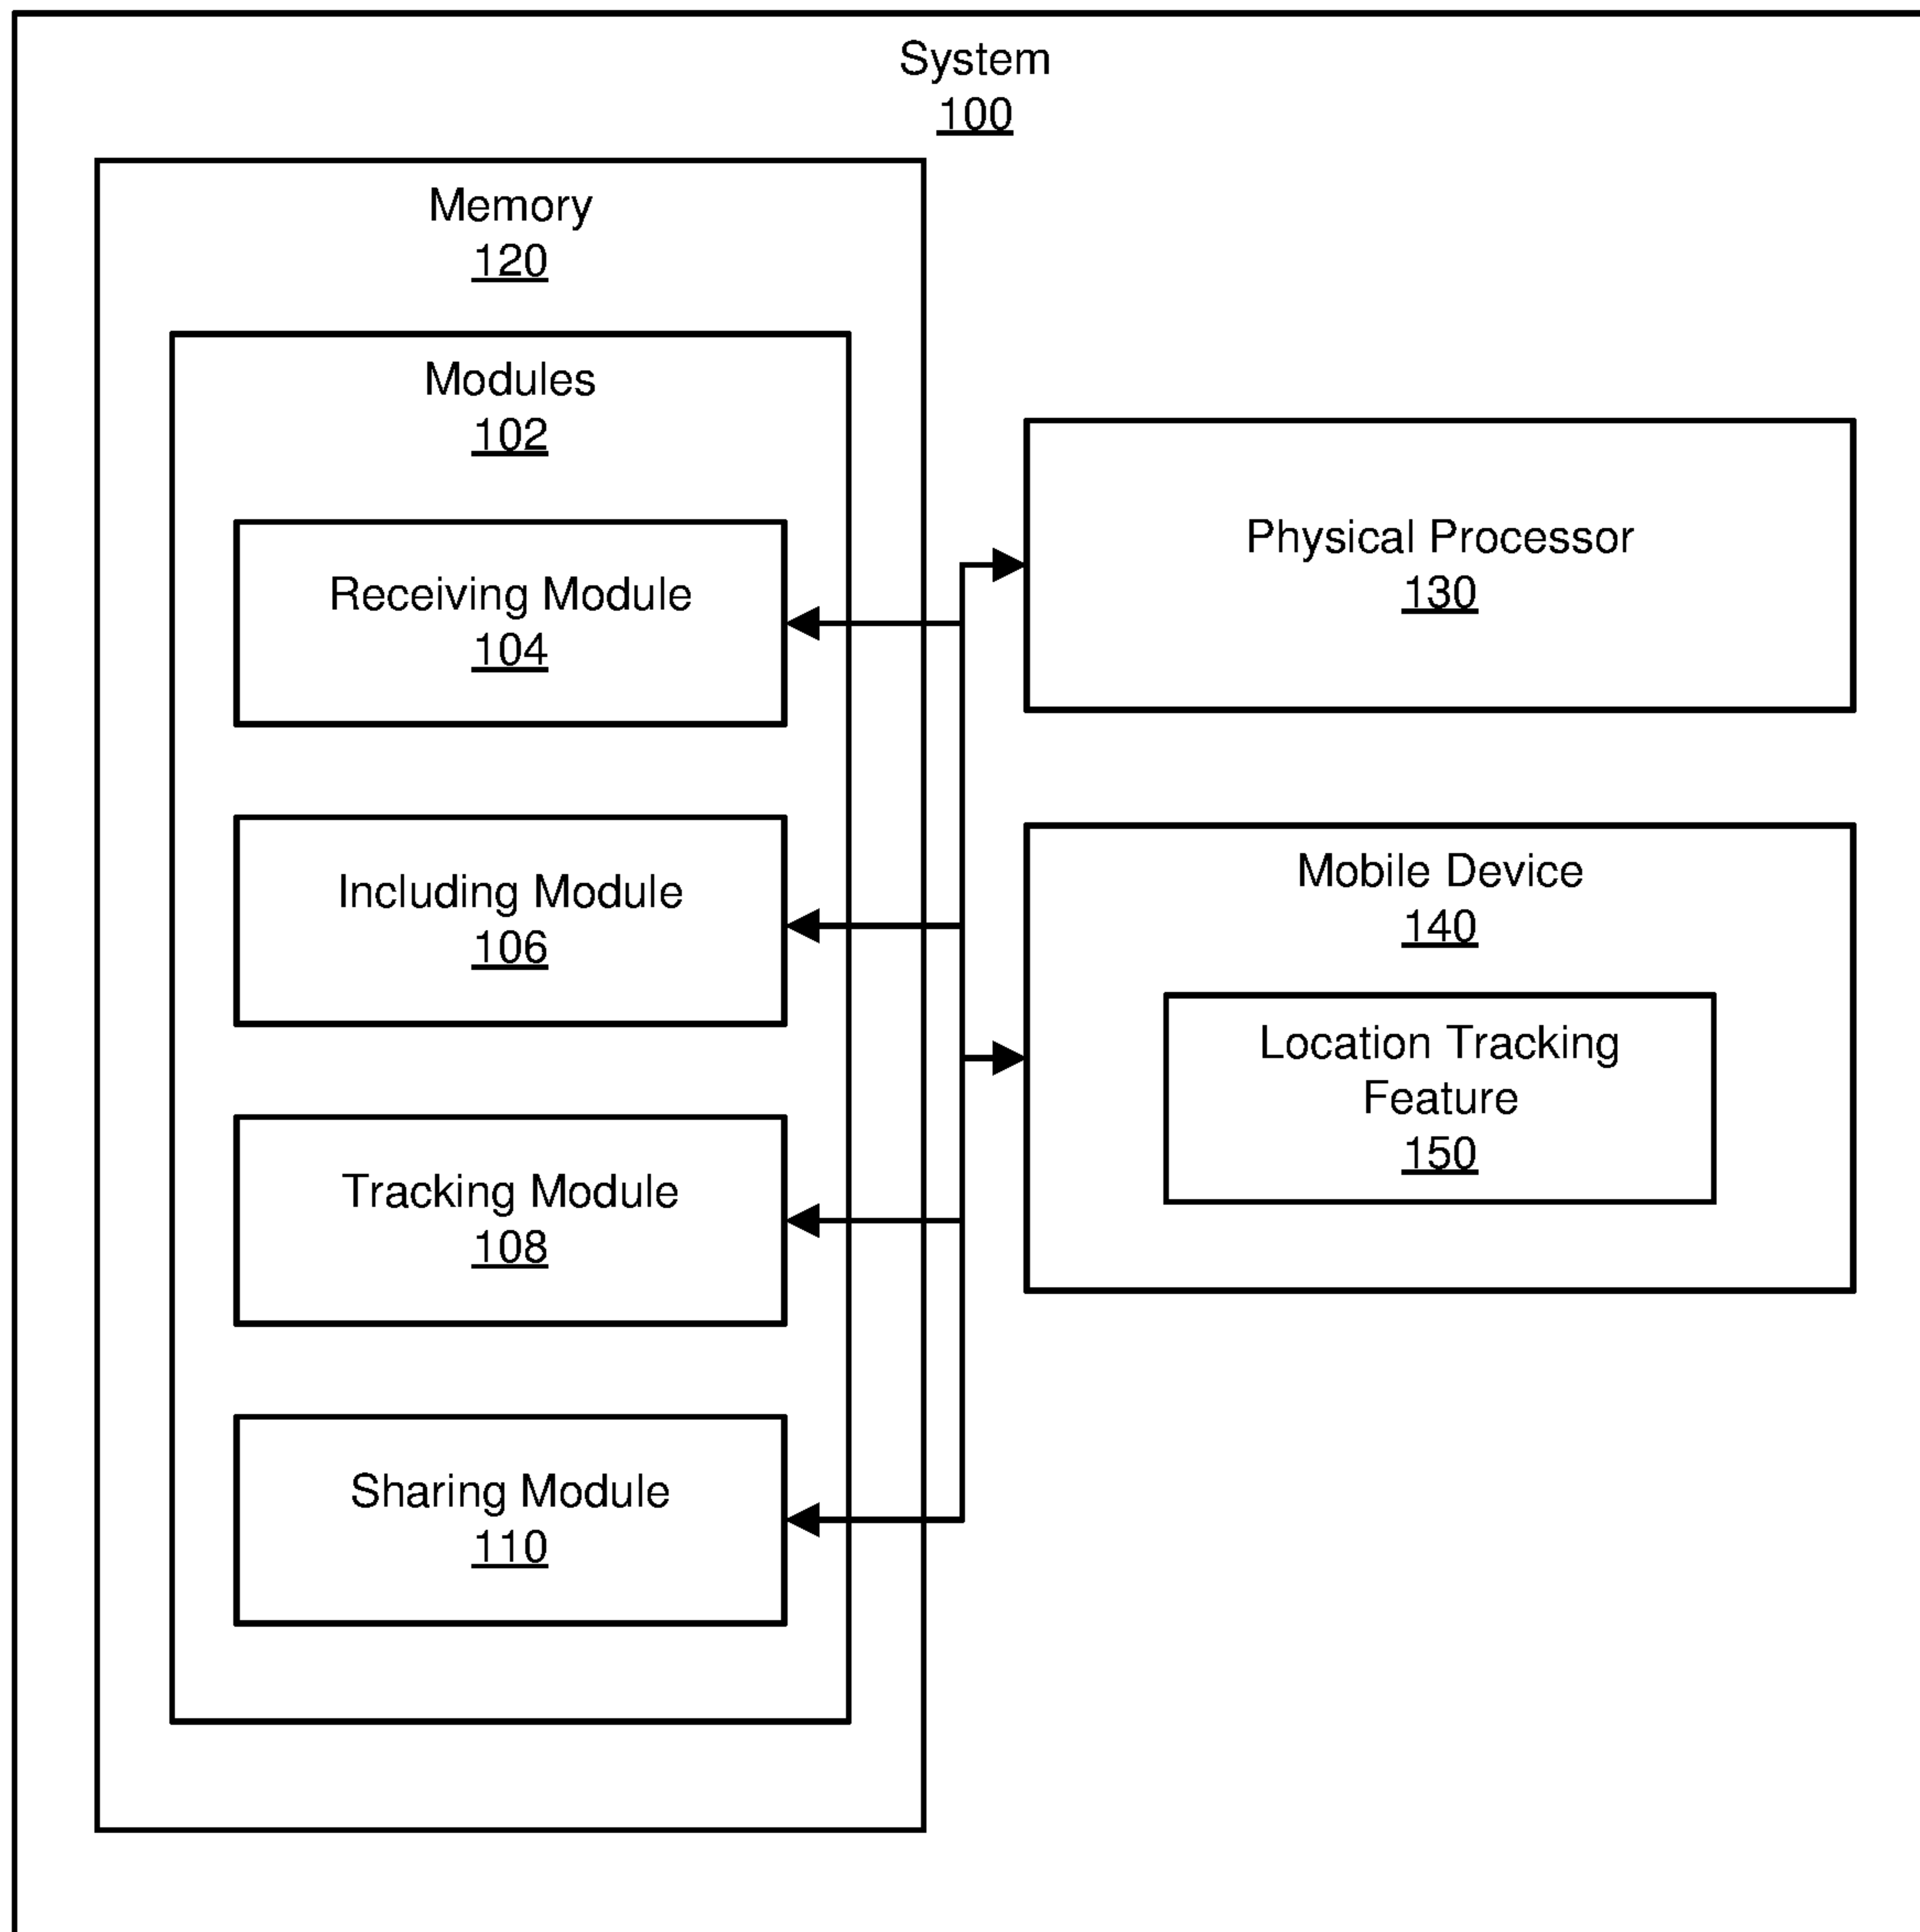 System
100
Memory
120
Modules
102
Receiving Module
104
Including Module
106
Tracking Module
108
Sharing Module
110
Physical Processor
130
Mobile Device
140
Location Tracking
Feature
150